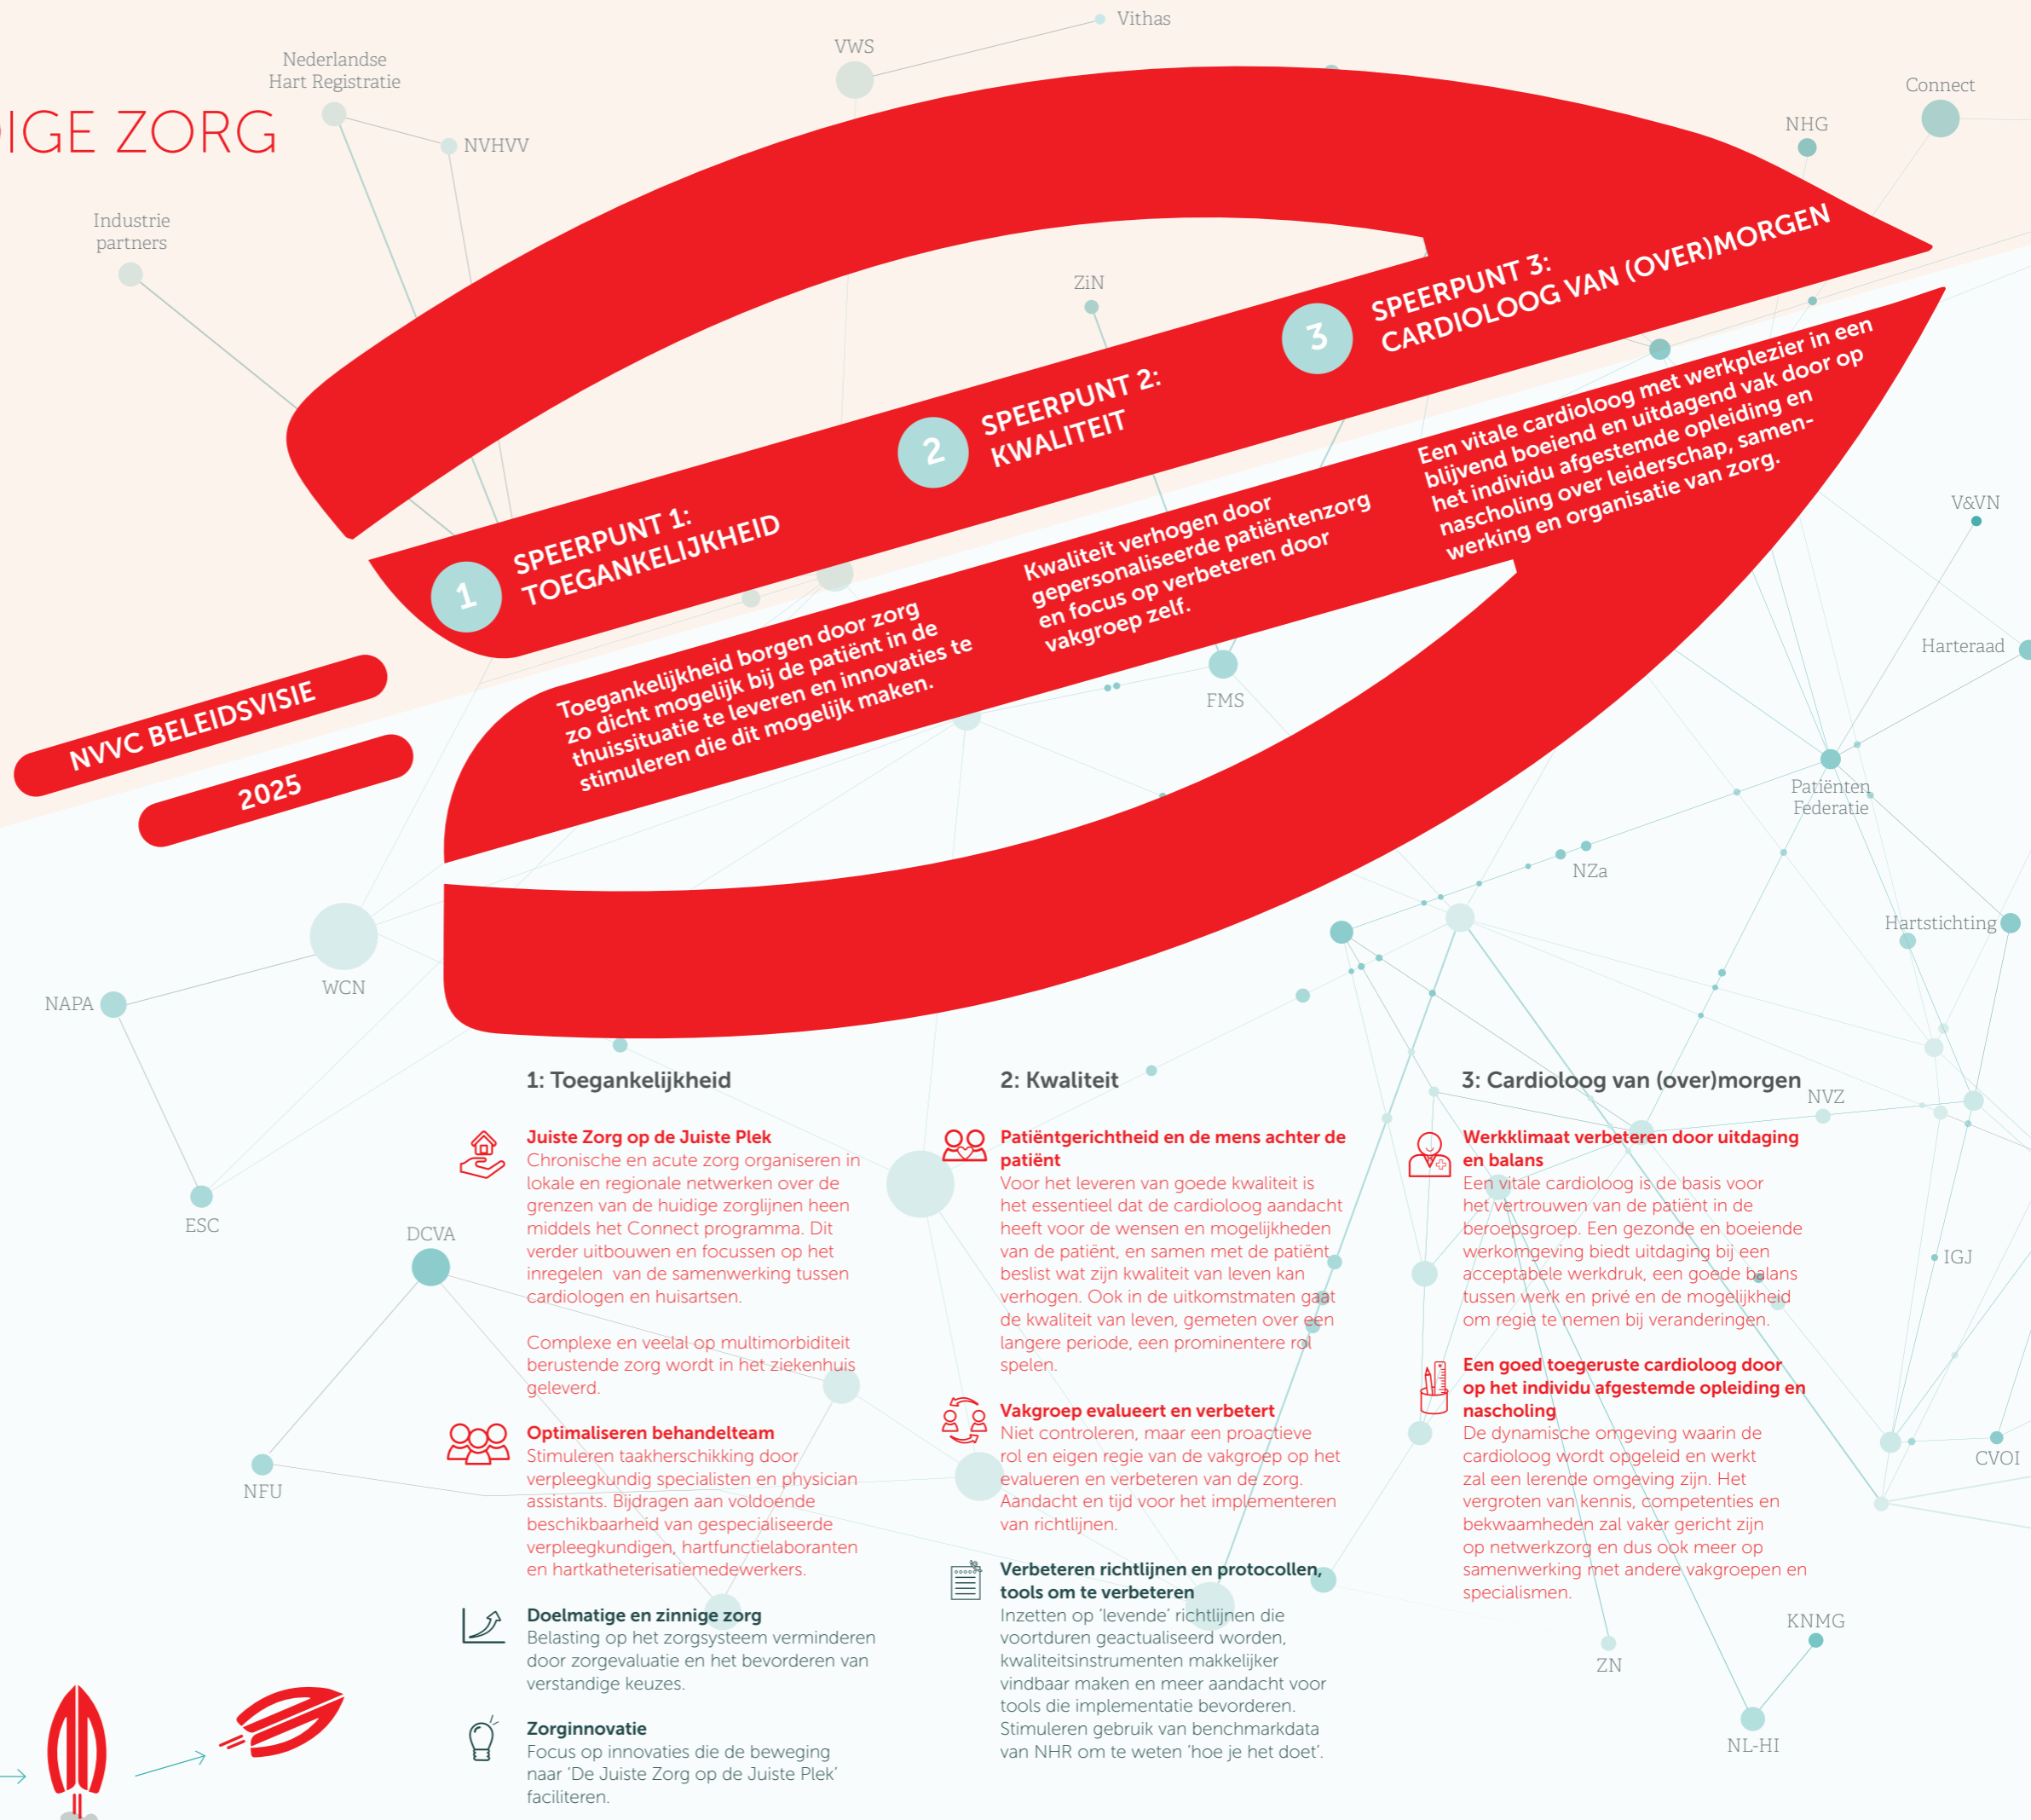 IGE ZORG
Nederlandse
Hart Registratie
NVHVV
VWS
Vithas
Connect
NHG
Industrie
partners
ZiN
SPEERPUNT 3:
CARDIOLOOG VAN (OVER)MORGEN
3
SPEERPUNT 2:
KWALITEIT
2
SPEERPUNT 1:
TOEGANKELIJKHEID
1
Een vitale cardioloog met werkplezier in een
blijvend boeiend en uitdagend vak door op
het individu afgestemde opleiding en
nascholing over leiderschap, samen-
werking en organisatie van zorg.
Kwaliteit verhogen door
gepersonaliseerde patiëntenzorg
en focus op verbeteren door
vakgroep zelf.
Toegankelijkheid borgen door zorg
zo dicht mogelijk bij de patiënt in de
thuissituatie te leveren en innovaties te
stimuleren die dit mogelijk maken.
NVVC BELEIDSVISIE
2025
V&VN
Harteraad
FMS
Patiënten
Federatie
NZa
Hartstichting
WCN
NAPA
ESC
DCVA
NFU
NVZ
IGJ
CVOI
KNMG
ZN
NL-HI
1: Toegankelijkheid
Juiste Zorg op de Juiste Plek
Chronische en acute zorg organiseren in
lokale en regionale netwerken over de
grenzen van de huidige zorglijnen heen
middels het Connect programma. Dit
verder uitbouwen en focussen op het
inregelen  van de samenwerking tussen
cardiologen en huisartsen.
Complexe en veelal op multimorbiditeit
berustende zorg wordt in het ziekenhuis
geleverd.
Optimaliseren behandelteam
Stimuleren taakherschikking door
verpleegkundig specialisten en physician
assistants. Bijdragen aan voldoende
beschikbaarheid van gespecialiseerde
verpleegkundigen, hartfunctielaboranten
en hartkatheterisatiemedewerkers.
Doelmatige en zinnige zorg
Belasting op het zorgsysteem verminderen
door zorgevaluatie en het bevorderen van
verstandige keuzes.
Zorginnovatie
Focus op innovaties die de beweging
naar ‘De Juiste Zorg op de Juiste Plek’
faciliteren.
2: Kwaliteit
Patiëntgerichtheid en de mens achter de
patiënt
Voor het leveren van goede kwaliteit is
het essentieel dat de cardioloog aandacht
heeft voor de wensen en mogelijkheden
van de patiënt, en samen met de patiënt
beslist wat zijn kwaliteit van leven kan
verhogen. Ook in de uitkomstmaten gaat
de kwaliteit van leven, gemeten over een
langere periode, een prominentere rol
spelen.
Vakgroep evalueert en verbetert
Niet controleren, maar een proactieve
rol en eigen regie van de vakgroep op het
evalueren en verbeteren van de zorg.
Aandacht en tijd voor het implementeren
van richtlijnen.
Verbeteren richtlijnen en protocollen,
tools om te verbeteren
Inzetten op ‘levende’ richtlijnen die
voortduren geactualiseerd worden,
kwaliteitsinstrumenten makkelijker
vindbaar maken en meer aandacht voor
tools die implementatie bevorderen.
Stimuleren gebruik van benchmarkdata
van NHR om te weten ‘hoe je het doet’.
3: Cardioloog van (over)morgen
Werkklimaat verbeteren door uitdaging
en balans
Een vitale cardioloog is de basis voor
het vertrouwen van de patiënt in de
beroepsgroep. Een gezonde en boeiende
werkomgeving biedt uitdaging bij een
acceptabele werkdruk, een goede balans
tussen werk en privé en de mogelijkheid
om regie te nemen bij veranderingen.
Een goed toegeruste cardioloog door
op het individu afgestemde opleiding en
nascholing
De dynamische omgeving waarin de
cardioloog wordt opgeleid en werkt
zal een lerende omgeving zijn. Het
vergroten van kennis, competenties en
bekwaamheden zal vaker gericht zijn
op netwerkzorg en dus ook meer op
samenwerking met andere vakgroepen en
specialismen.